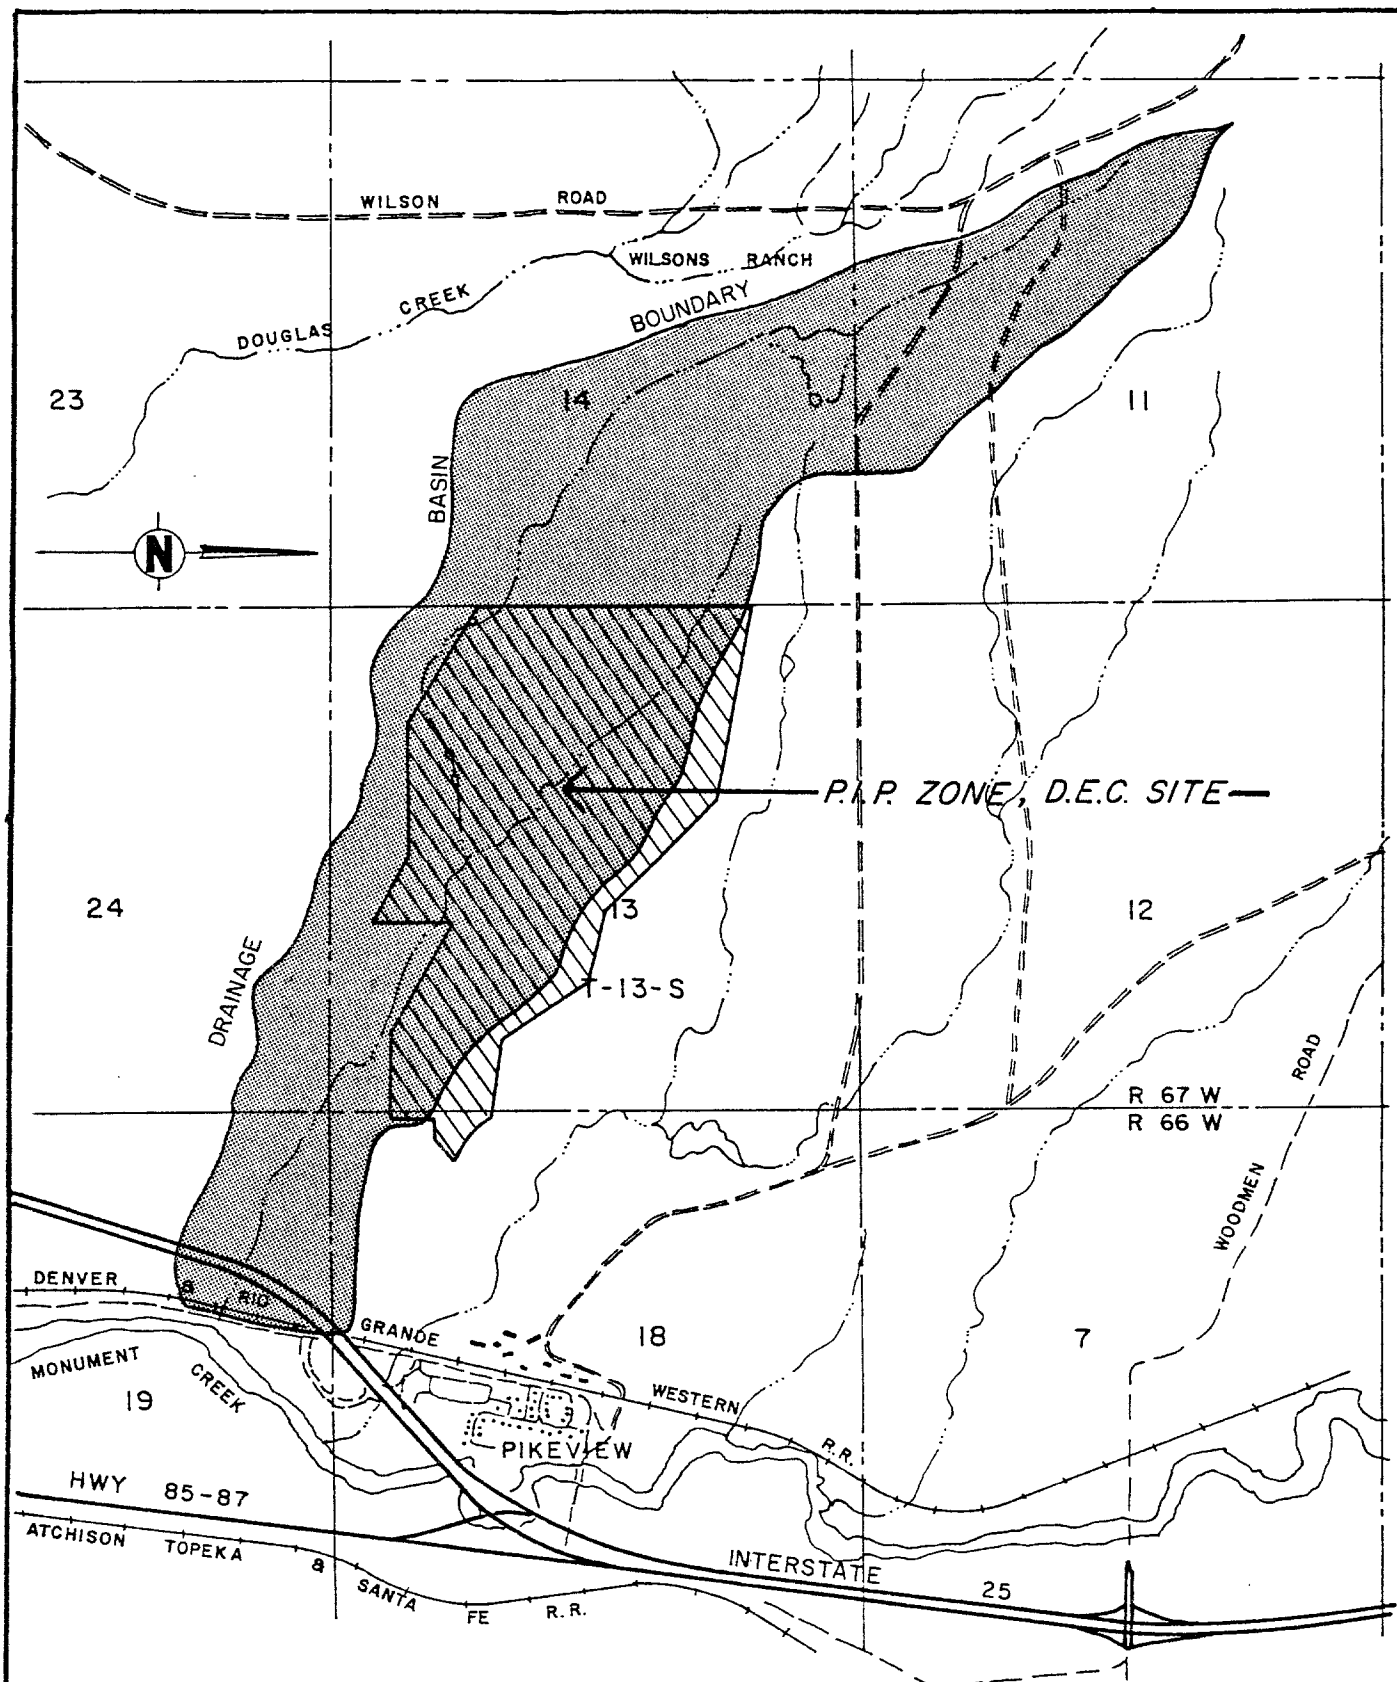 WILSON ROAD
WILSONS RANCH
DOUGLAS CREEK
BOUNDARY
23
14
11
BASIN
N
P.I.P. ZONE, D.E.C. SITE
24
13
12
T-13-S
DRAINAGE
R 67 W
R 66 W
WOODMEN ROAD
DENVER & RIO GRANDE WESTERN R.R.
18
7
MONUMENT CREEK
19
PIKEVIEW
HWY 85-87
INTERSTATE 25
ATCHISON TOPEKA & SANTA FE R.R.